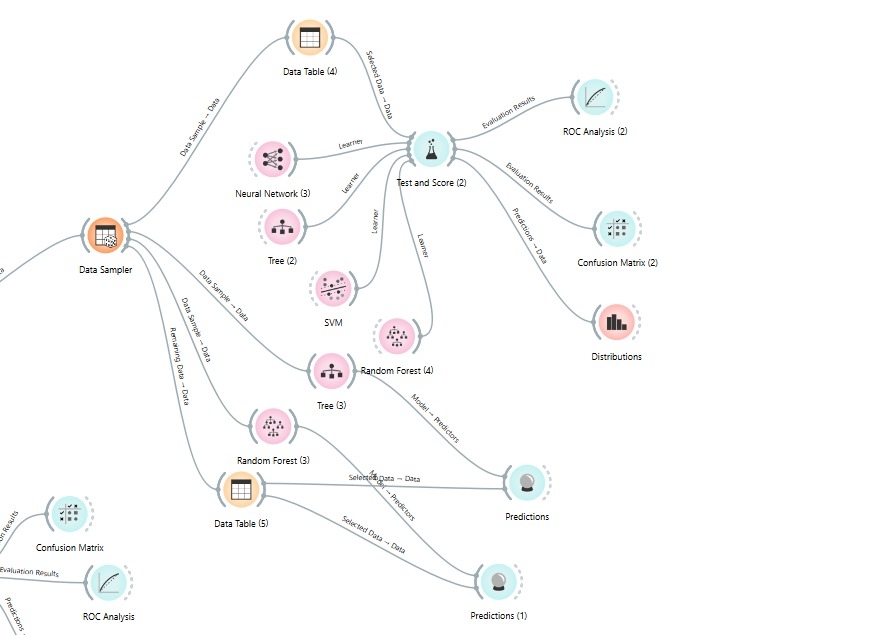 Data Table (4)
Selected Data → Data
Data Sample → Data
Evaluation Results
ROC Analysis (2)
Learner
Neural Network (3)
Test and Score (2)
Learner
Evaluation Results
Tree (2)
Learner
Learner
Predictions → Data
Confusion Matrix (2)
Data Sampler
Data Sample → Data
SVM
Data Sample → Data
Remaining Data → Data
Distributions
Random Forest (4)
Tree (3)
Model → Predictors
Random Forest (3)
Selected Data → Data
Model → Predictors
Data Table (5)
Predictions
Selected Data → Data
Confusion Matrix
Results
Evaluation Results
ROC Analysis
Predictions
Predictions (1)